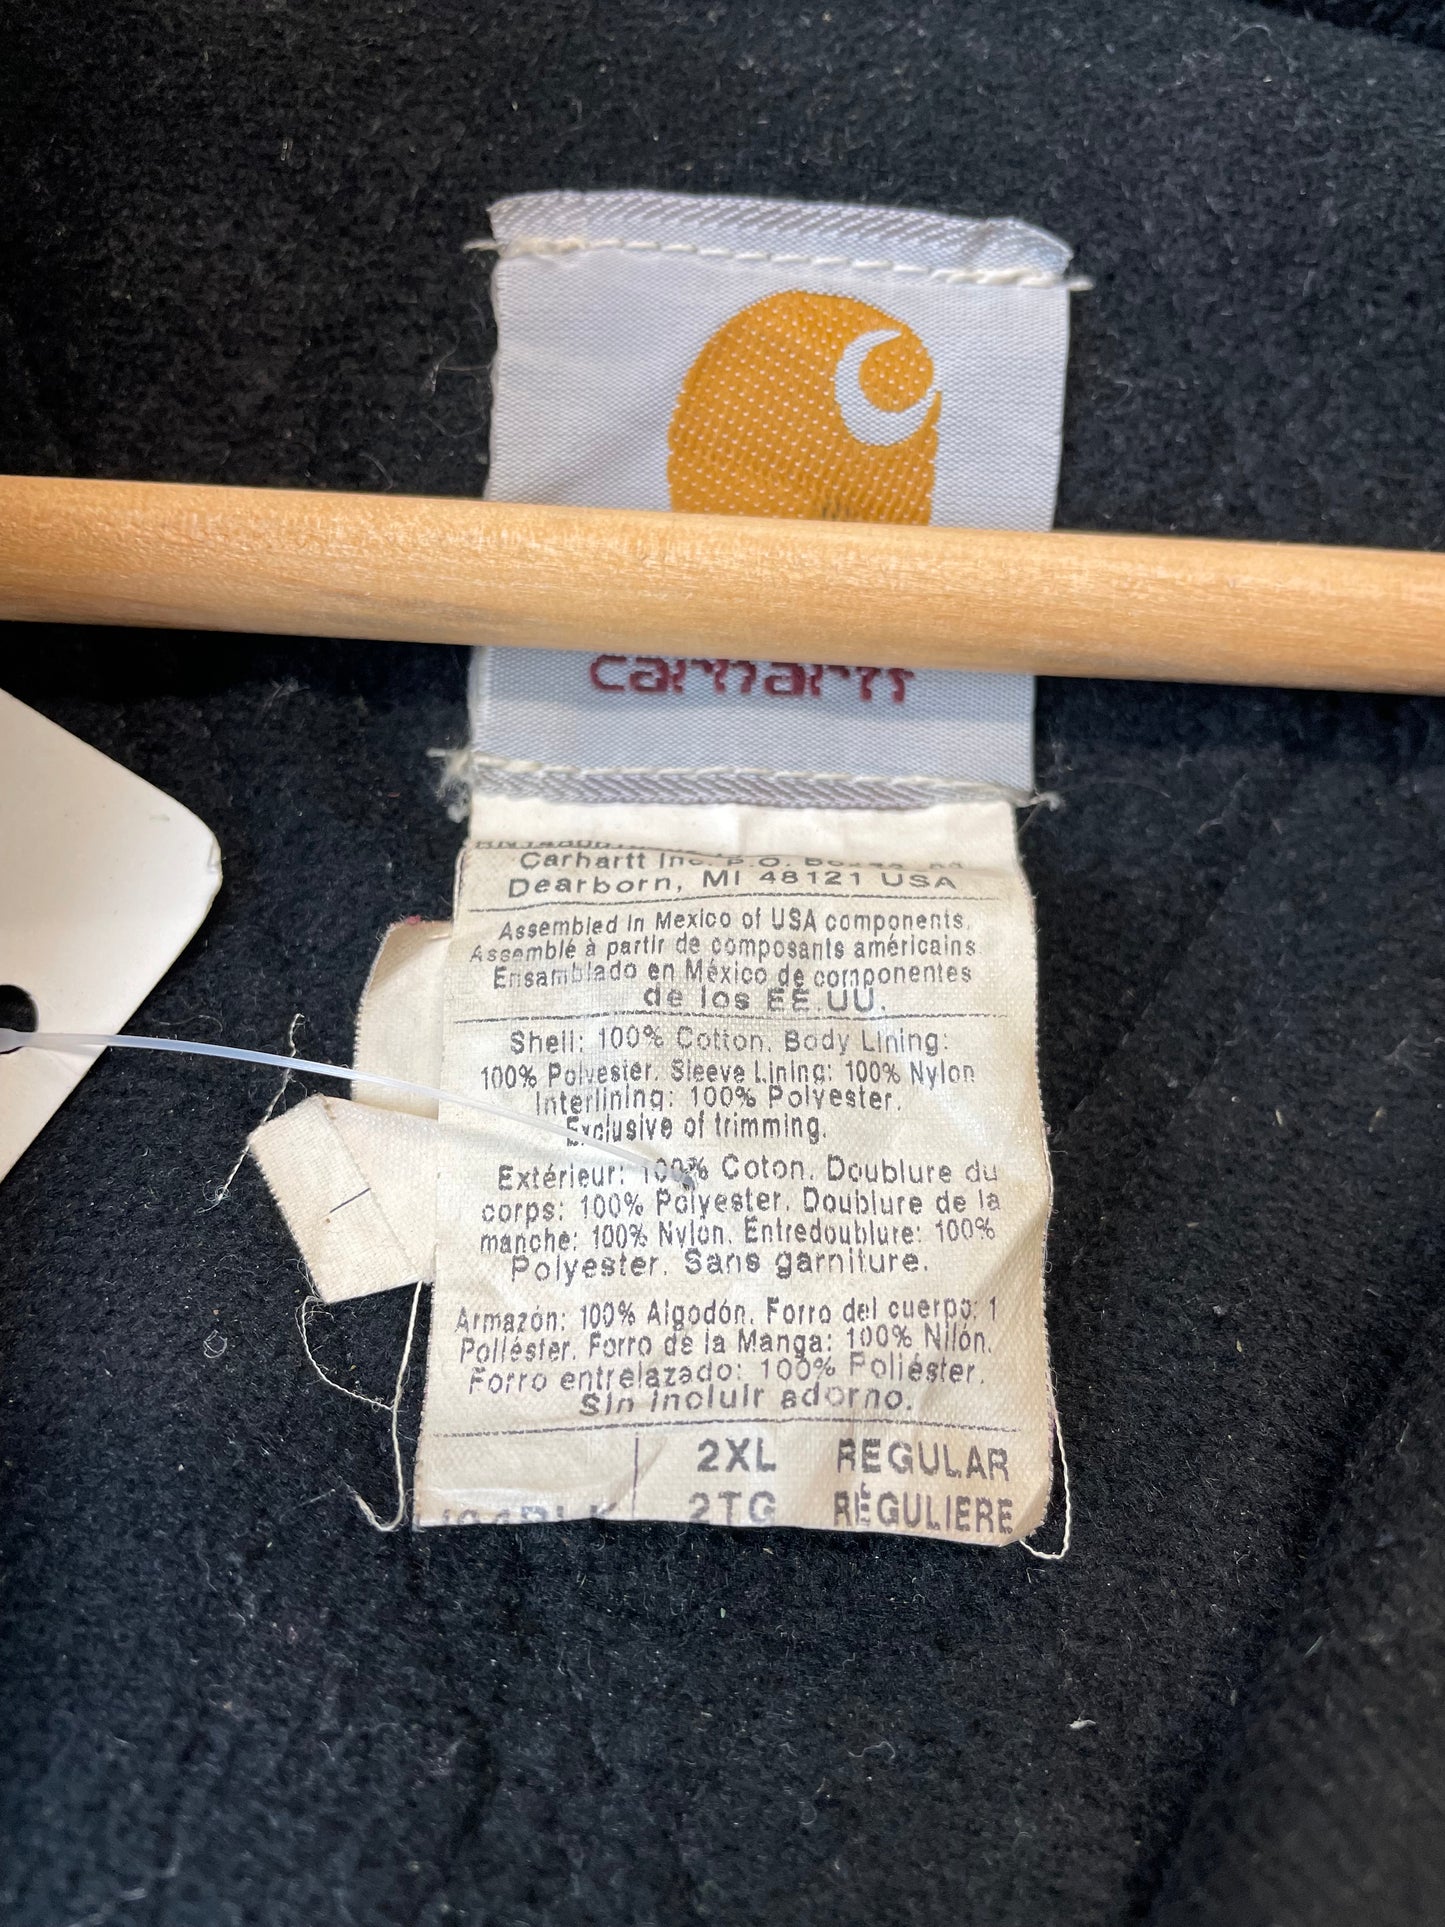 carhartt
Carhartt Inc. P.O.
Dearborn, MI 48121 USA
Assembled in Mexico of USA components.
Assemblé à partir de composants américains
Ensamblado en México de componentes
de los EE.UU.
Shell: 100% Cotton. Body Lining:
100% Polyester. Sleeve Lining: 100% Nylon
Interlining: 100% Polyester.
Exclusive of trimming.
Extérieur: 100% Coton. Doublure du
corps: 100% Polyester. Doublure de la
manche: 100% Nylon. Entredoublure: 100%
Polyester. Sans garniture.
Armazón: 100% Algodón. Forro del cuerpo: 1
Poliéster. Forro de la Manga: 100% Nilón.
Forro entrelazado: 100% Poliéster.
Sin incluir adorno.
2XL REGULAR
2TG RÉGULIERE